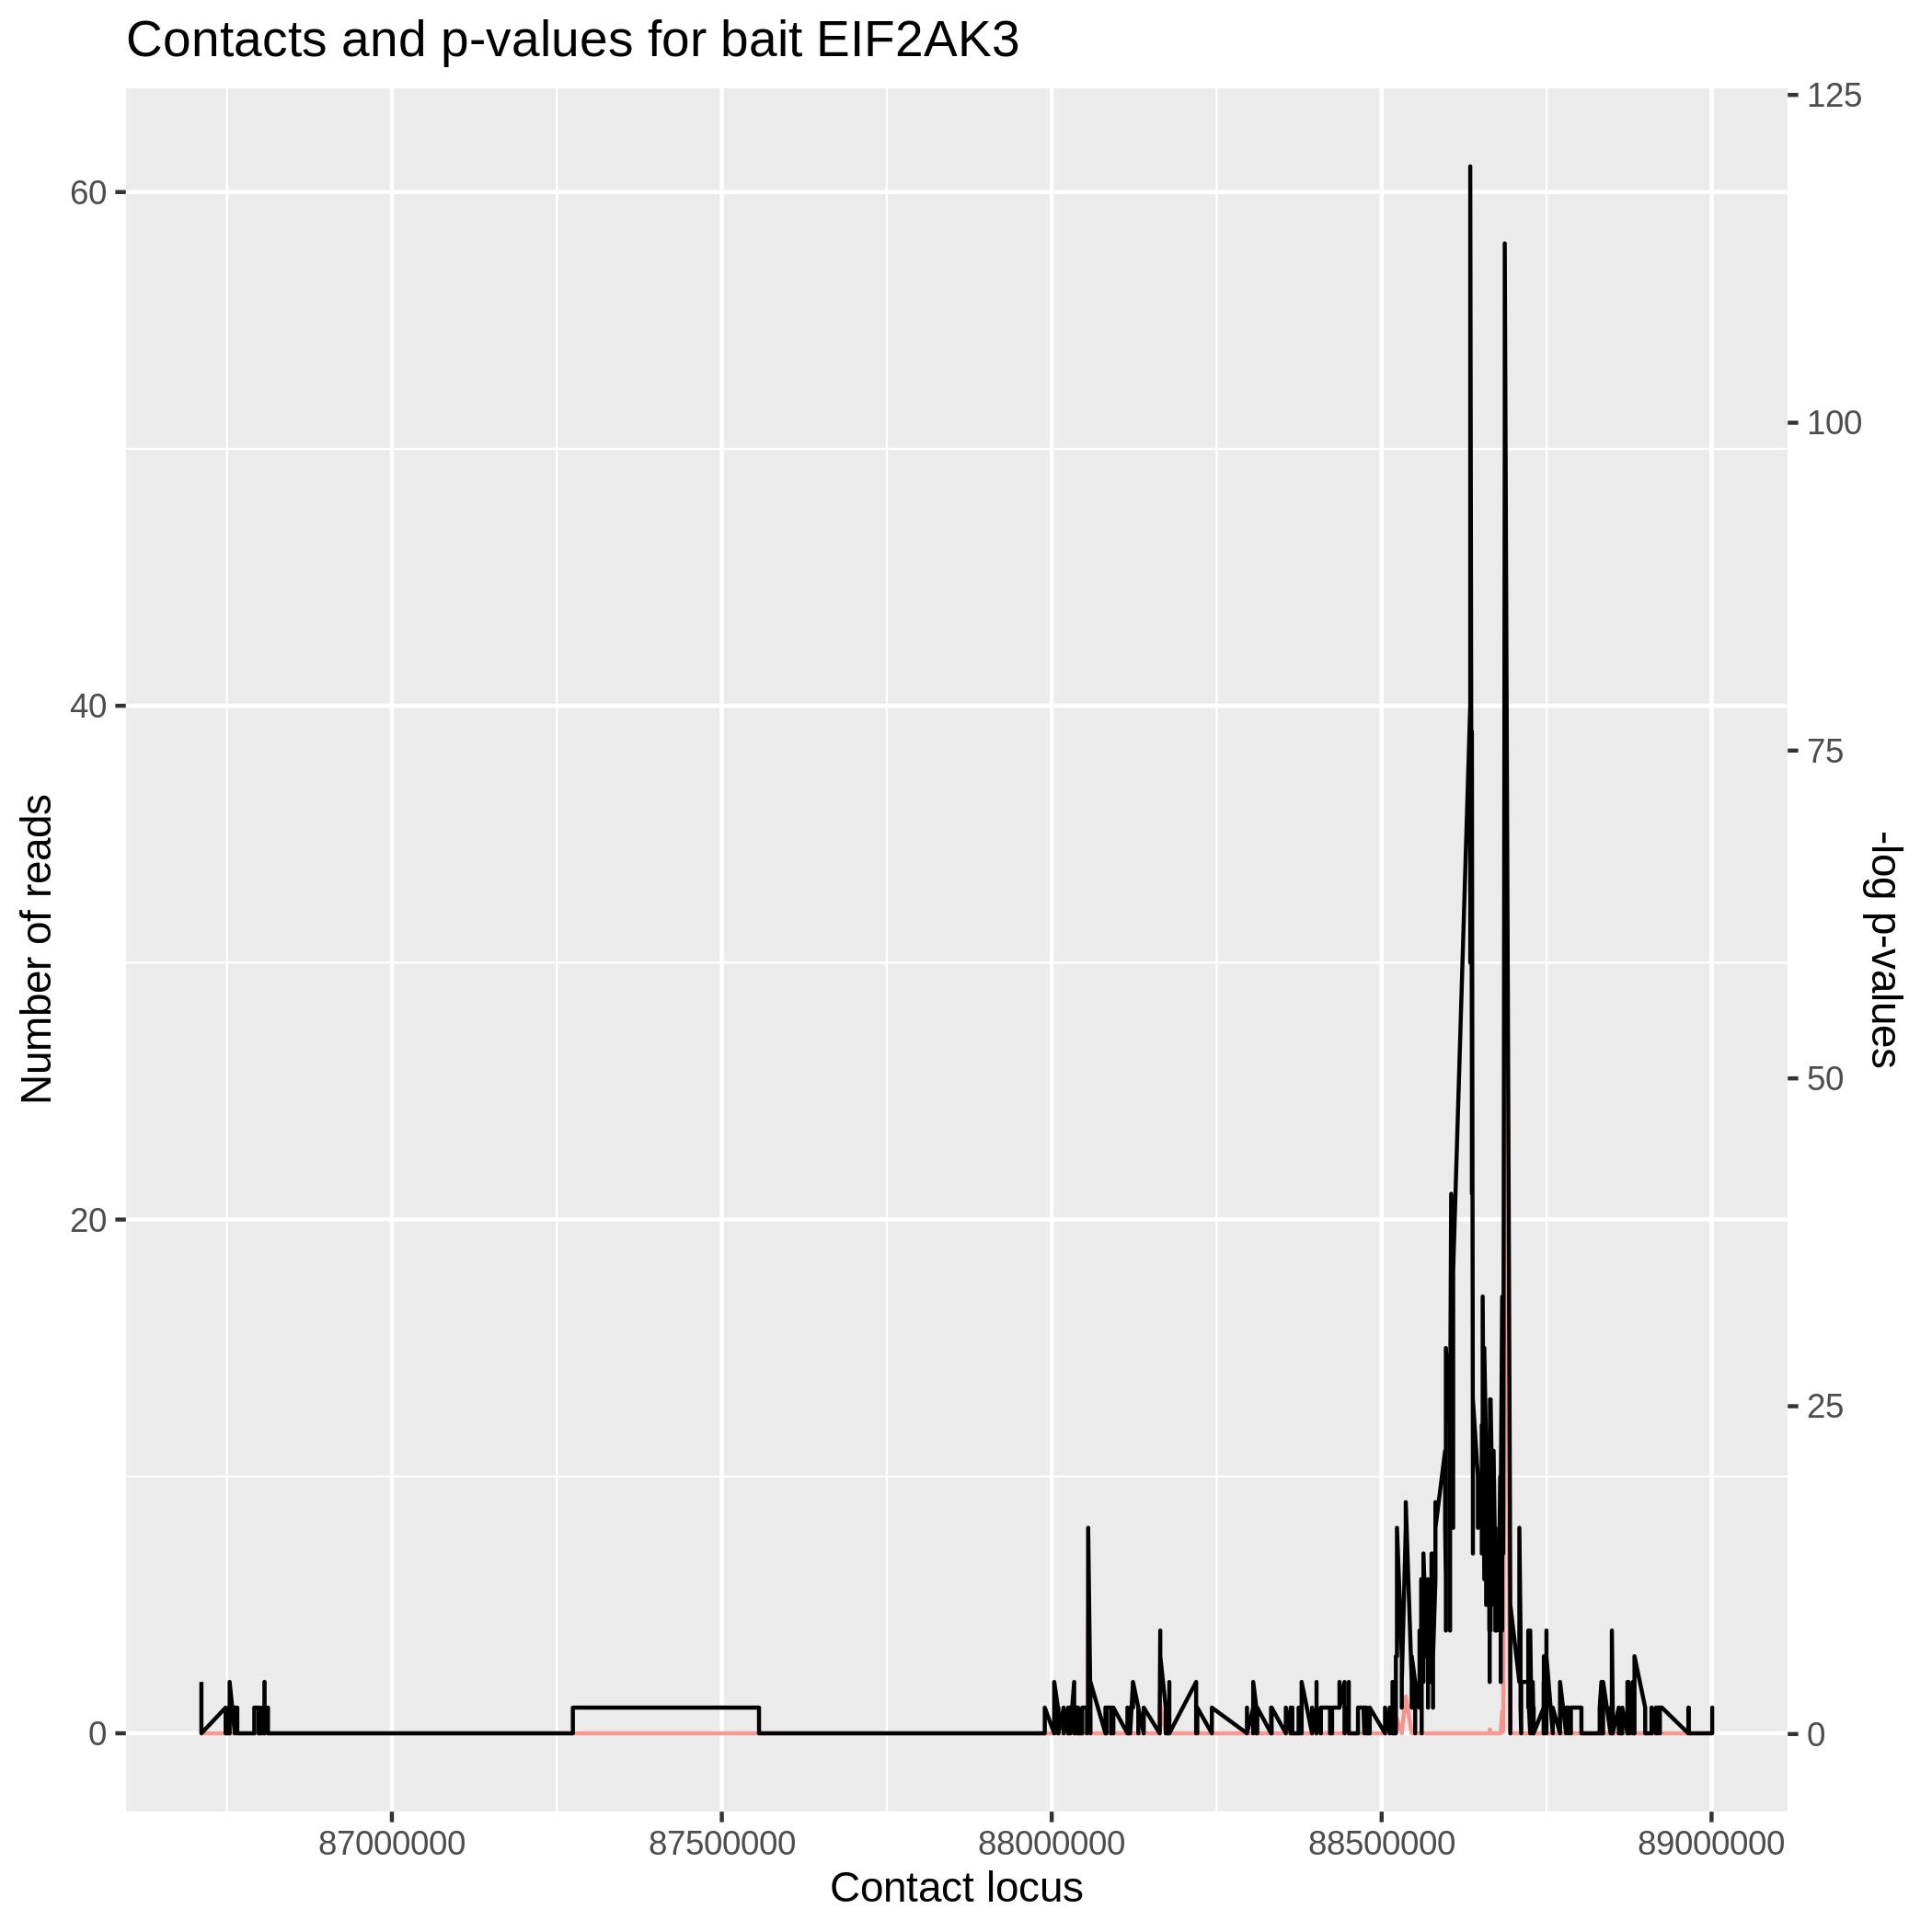 Contacts and p-values for bait EIF2AK3
125
60
100
40
75
Number of reads
-log p-values
50
20
25
0
0
87000000 87500000 88000000 88500000 89000000
Contact locus